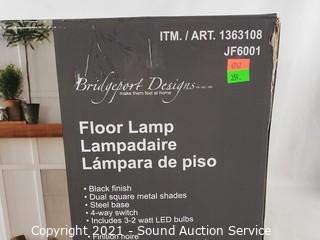 ITM. / ART. 1363108
JF6001
Bridgeport Designs
make them feel at home
Floor Lamp
Lampadaire
Lámpara de piso
• Black finish
• Dual square metal shades
• Steel base
• 4-way switch
• Includes 3-2 watt LED bulbs
• Finition noire
Copyright 2021 - Sound Auction Service